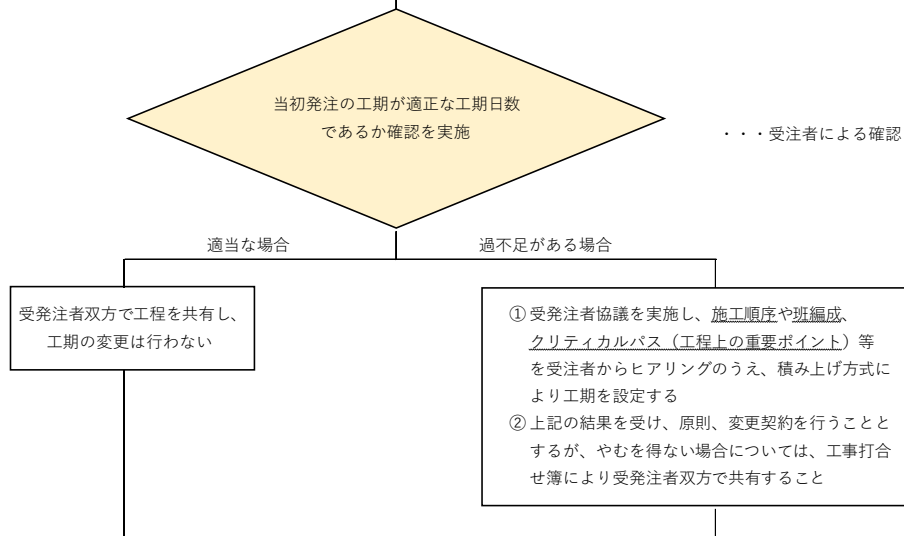 当初発注の工期が適正な工期日数
であるか確認を実施
・・・受注者による確認
適当な場合
過不足がある場合
受発注者双方で工程を共有し、
工期の変更は行わない
① 受発注者協議を実施し、施工順序や班編成、
クリティカルパス（工程上の重要ポイント）等
を受注者からヒアリングのうえ、積み上げ方式に
より工期を設定する
② 上記の結果を受け、原則、変更契約を行うことと
するが、やむを得ない場合については、工事打合
せ簿により受発注者双方で共有すること